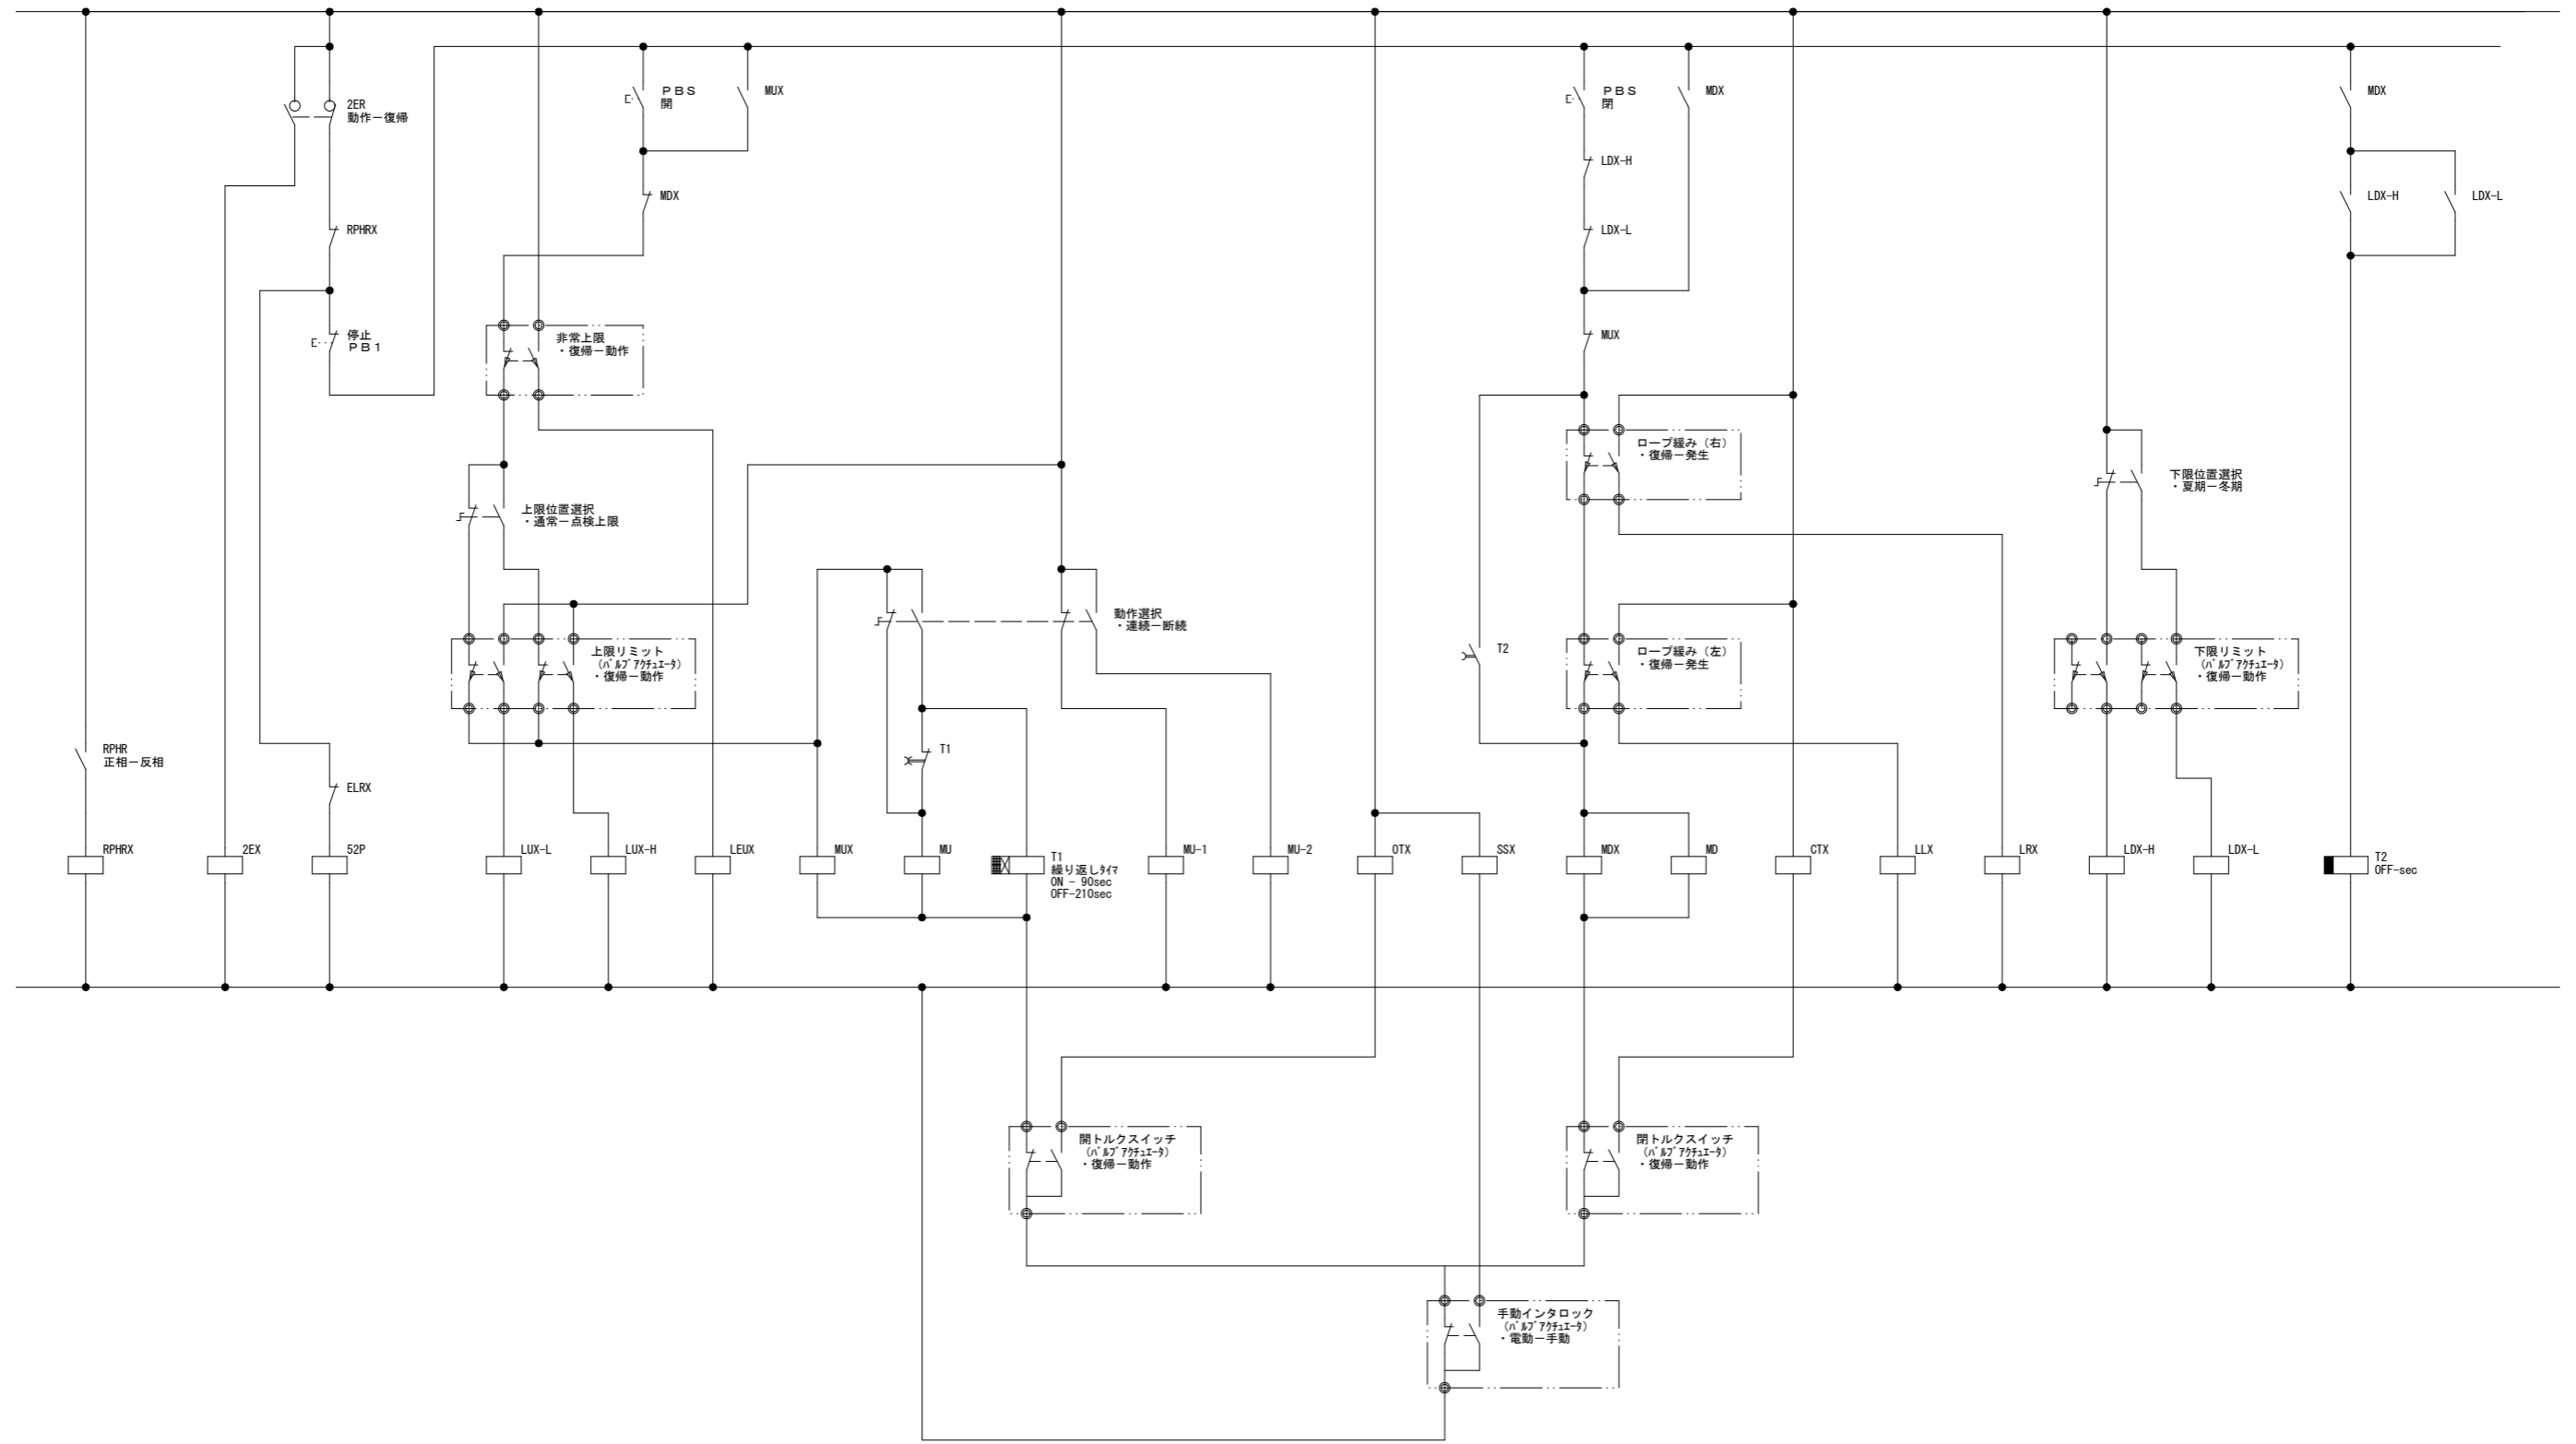 2ER
動作－復帰
ＰＢＳ
開
MUX
ＰＢＳ
閉
MDX
MDX
LDX-H
MDX
LDX-H
LDX-L
RPHRX
LDX-L
停止
ＰＢ１
非常上限
・復帰－動作
MUX
ロープ緩み（右）
・復帰－発生
上限位置選択
・通常－点検上限
下限位置選択
・夏期－冬期
動作選択
・連続－断続
上限リミット
（ﾊﾞﾙﾌﾞｱｸﾁｭｴｰﾀ）
・復帰－動作
T2
ロープ緩み（左）
・復帰－発生
下限リミット
（ﾊﾞﾙﾌﾞｱｸﾁｭｴｰﾀ）
・復帰－動作
RPHR
正相－反相
T1
ELRX
RPHRX
2EX
52P
LUX-L
LUX-H
LEUX
MUX
MU
T1
繰り返しﾀｲﾏ
ON - 90sec
OFF-210sec
MU-1
MU-2
OTX
SSX
MDX
MD
CTX
LLX
LRX
LDX-H
LDX-L
T2
OFF-sec
開トルクスイッチ
（ﾊﾞﾙﾌﾞｱｸﾁｭｴｰﾀ）
・復帰－動作
閉トルクスイッチ
（ﾊﾞﾙﾌﾞｱｸﾁｭｴｰﾀ）
・復帰－動作
手動インタロック
（ﾊﾞﾙﾌﾞｱｸﾁｭｴｰﾀ）
・電動－手動